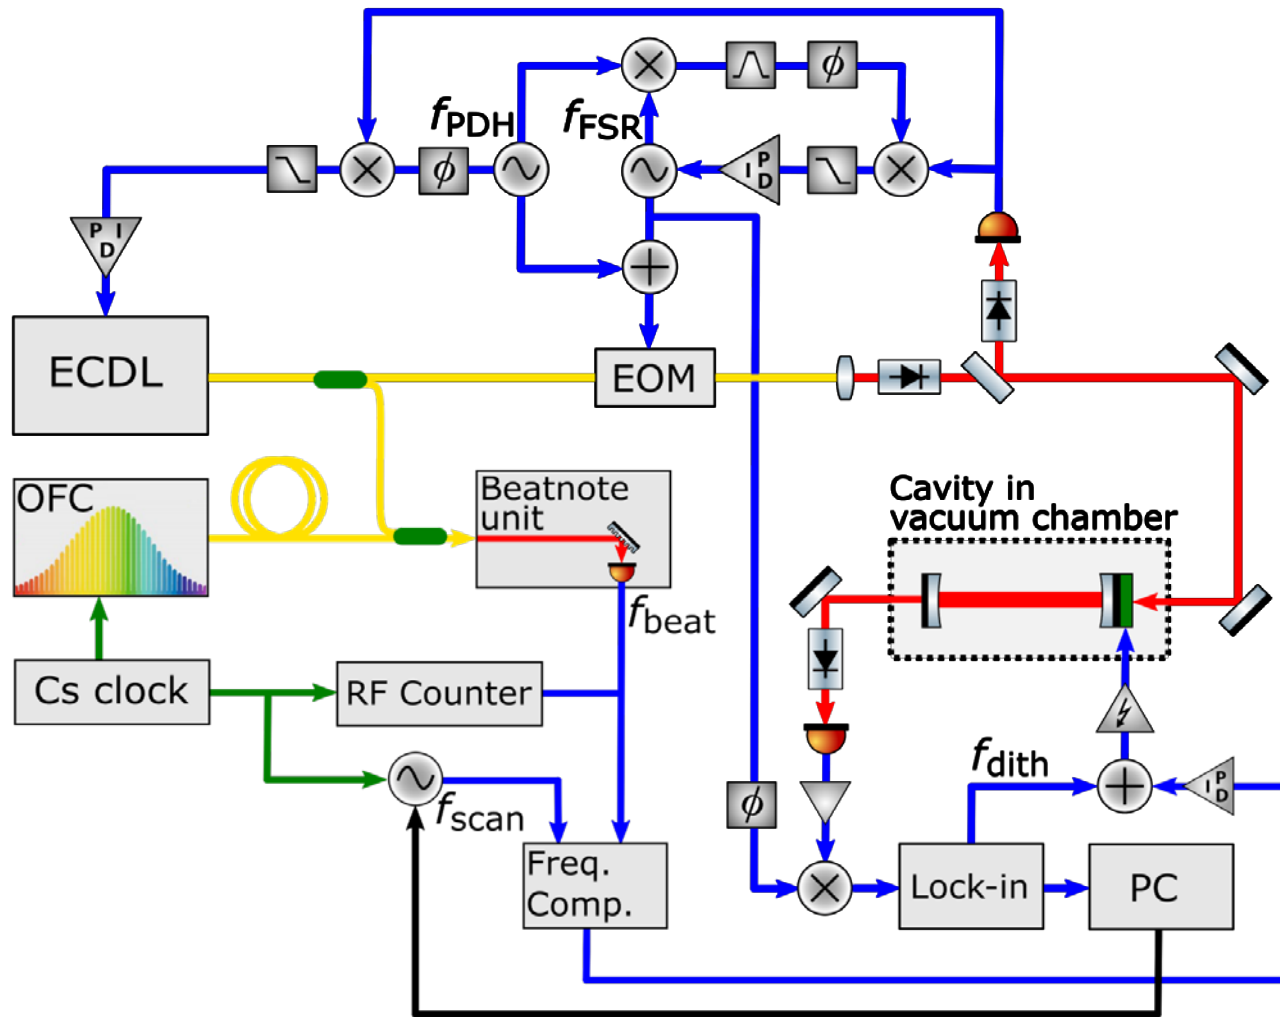 fPDH
fFSR
ϕ
ϕ
P I
D
I P
D
ECDL
EOM
OFC
Beatnote
unit
Cavity in
vacuum chamber
fbeat
Cs clock
RF Counter
fdith
I P
D
fscan
ϕ
Freq.
Comp.
Lock-in
PC